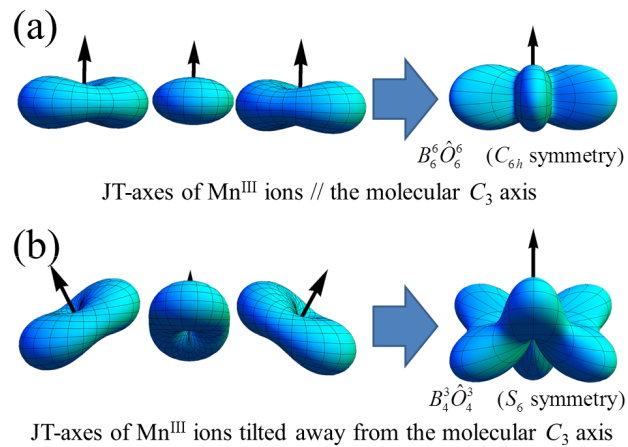 (a)
B₆⁶Ô₆⁶ (C₆ₕ symmetry)
JT-axes of Mnᴵᴵᴵ ions // the molecular C₃ axis
(b)
B₄³Ô₄³ (S₆ symmetry)
JT-axes of Mnᴵᴵᴵ ions tilted away from the molecular C₃ axis